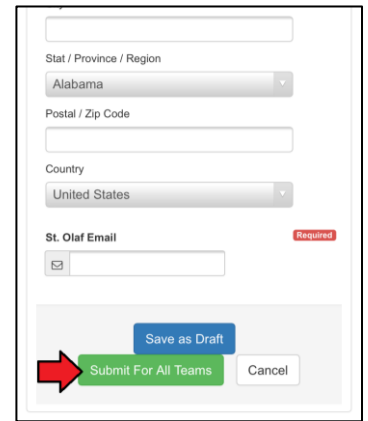 Stat / Province / Region
Alabama
Postal / Zip Code
Country
United States
St. Olaf Email Required
Save as Draft
Submit For All Teams Cancel